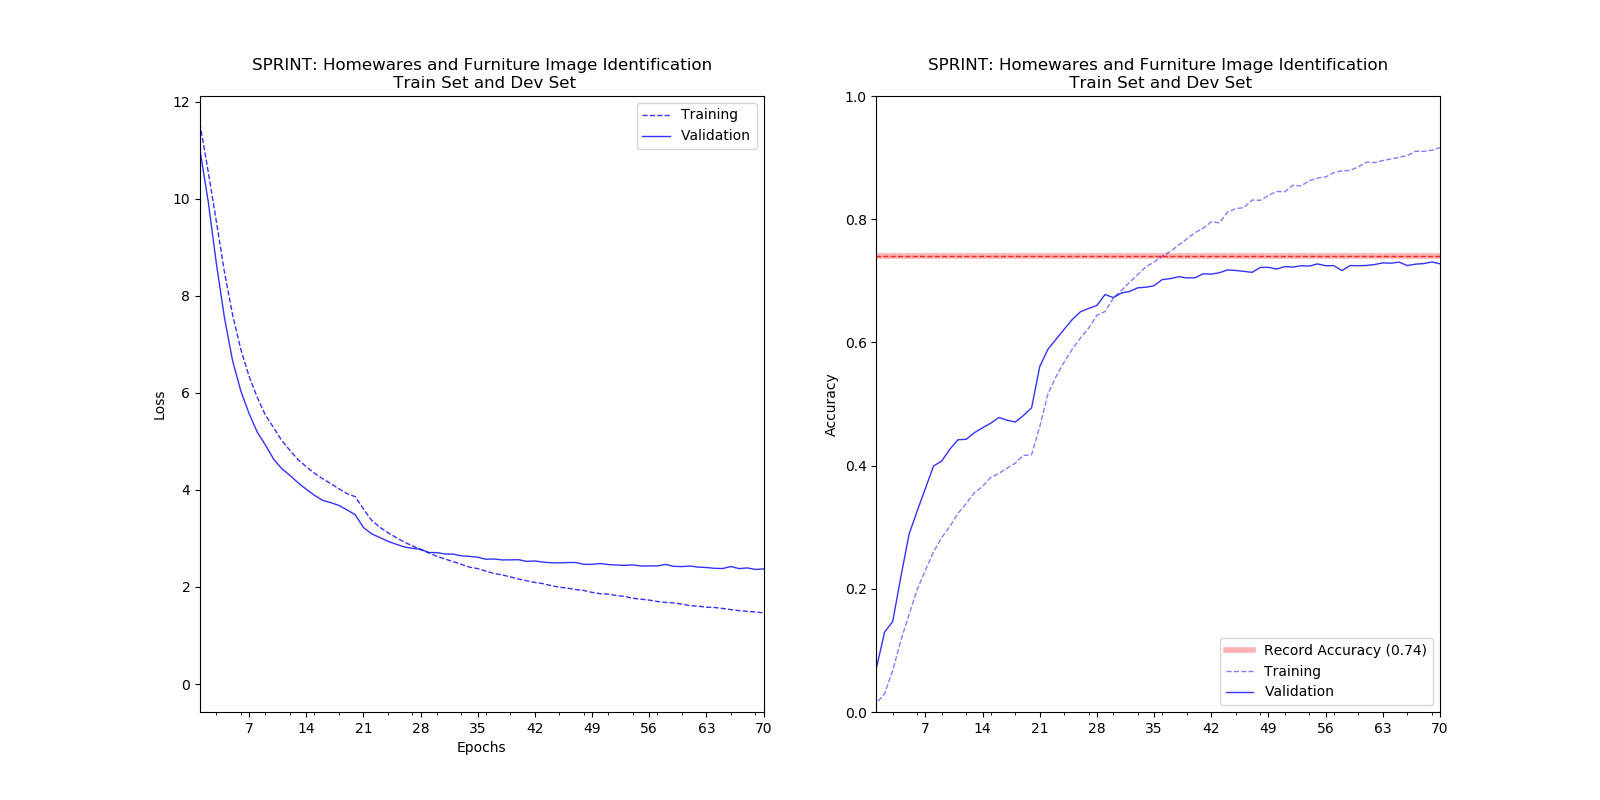 SPRINT: Homewares and Furniture Image Identification
Train Set and Dev Set
12
10
8
6
4
2
0
Loss
Training
Validation
7 14 21 28 35 42 49 56 63 70
Epochs
SPRINT: Homewares and Furniture Image Identification
Train Set and Dev Set
1.0
0.8
0.6
0.4
0.2
0.0
Accuracy
Record Accuracy (0.74)
Training
Validation
7 14 21 28 35 42 49 56 63 70